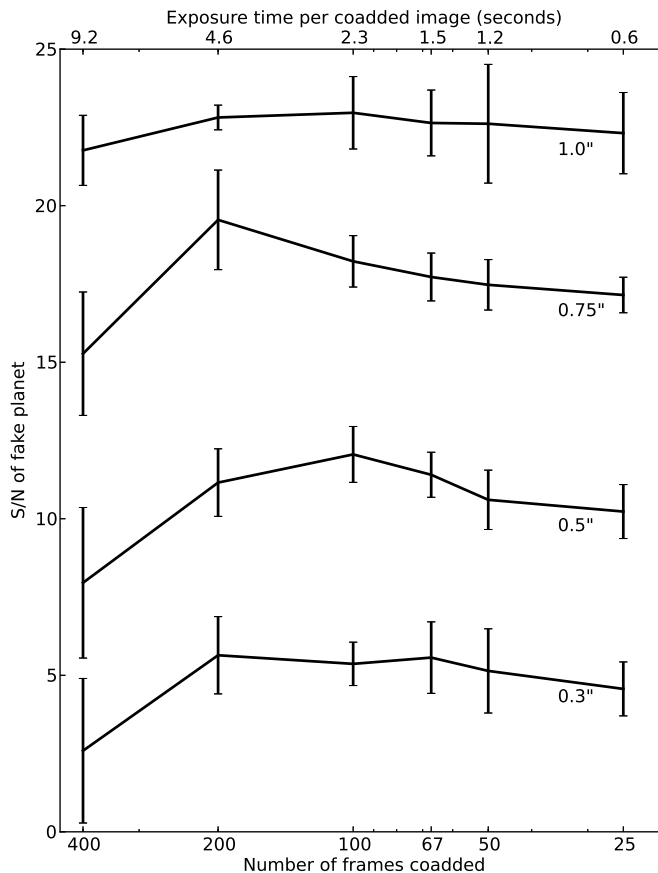 Exposure time per coadded image (seconds)
9.2 4.6 2.3 1.5 1.2 0.6
25
1.0"
20
0.75"
15
S/N of fake planet
10
0.5"
5
0.3"
0
400 200 100 67 50 25
Number of frames coadded